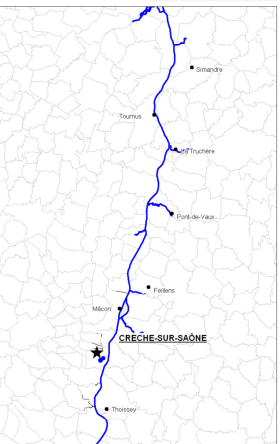 Simandre
Tournus
La Truchère
Pont-de-Vaux
Feillens
Mâcon
CRECHE-SUR-SAÔNE
Thoissey